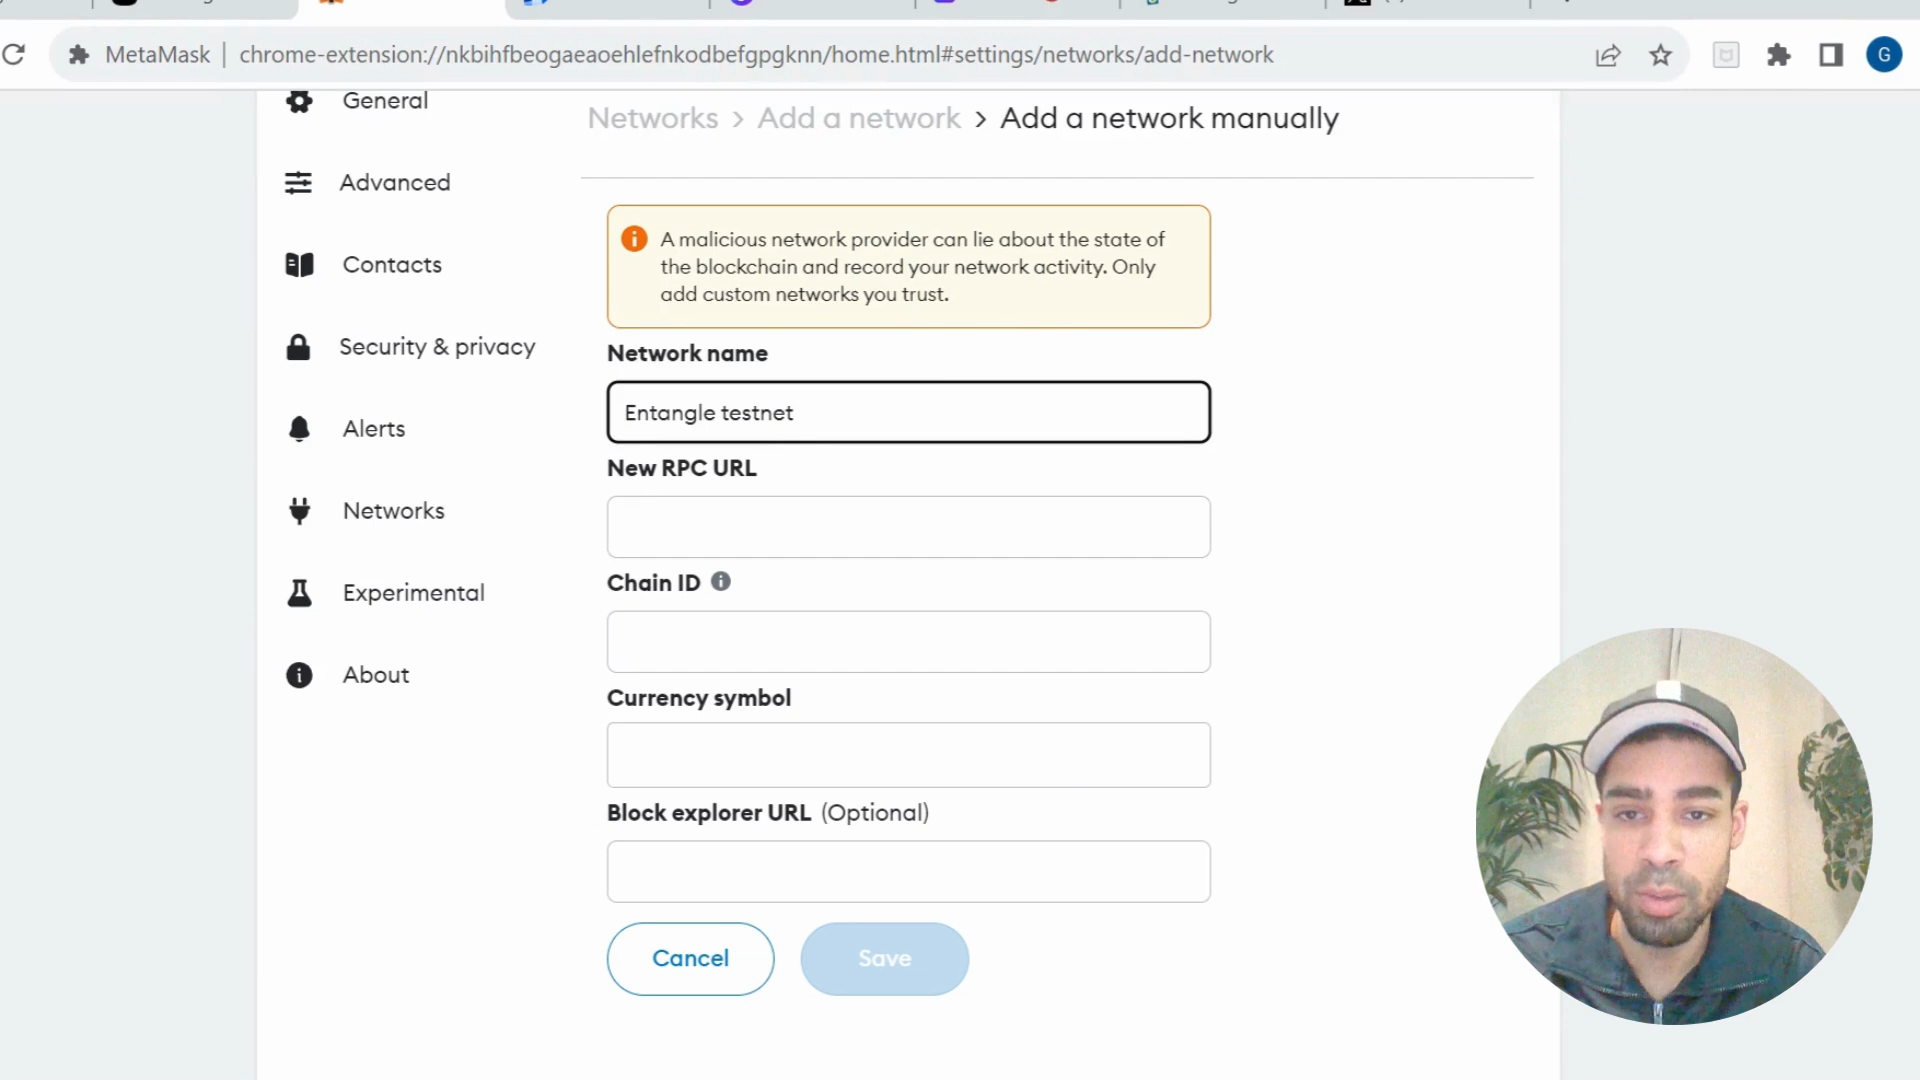 MetaMask | chrome-extension://nkbihfbeogaeaoehlefnkodbefgpgknn/home.html#settings/networks/add-network
G
General
Advanced
Contacts
Security & privacy
Alerts
Networks
Experimental
About
Networks > Add a network > Add a network manually
A malicious network provider can lie about the state of
the blockchain and record your network activity. Only
add custom networks you trust.
Network name
Entangle testnet
New RPC URL
Chain ID
Currency symbol
Block explorer URL (Optional)
Cancel
Save